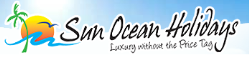 Sun Ocean Holidays
Luxury without the Price Tag